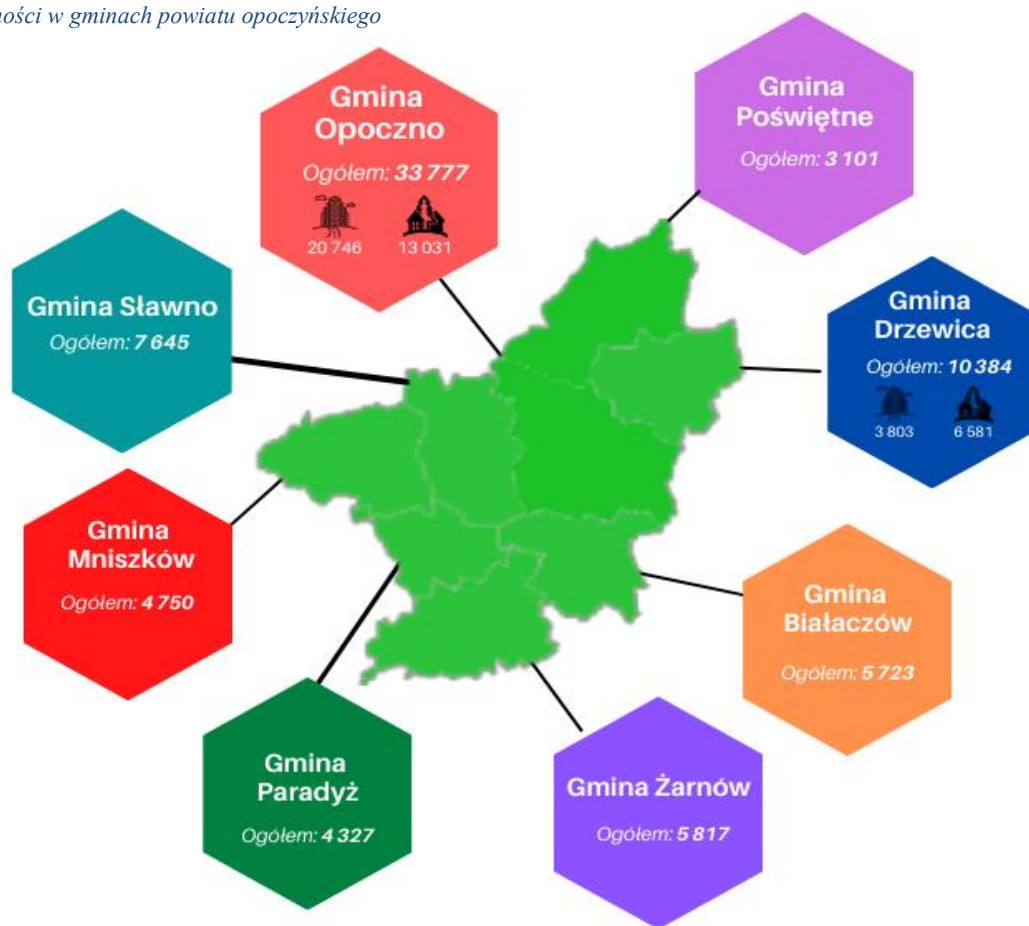 w gminach powiatu opoczyńskiego
Gmina
Opoczno
Ogółem: 33 777
20 746
13 031
Gmina
Poświętne
Ogółem: 3 101
Gmina Sławno
Ogółem: 7 645
Gmina
Drzewica
Ogółem: 10 384
3 803
6 581
Gmina
Mniszków
Ogółem: 4 750
Gmina
Białaczów
Ogółem: 5 723
Gmina
Paradyż
Ogółem: 4 327
Gmina Żarnów
Ogółem: 5 817